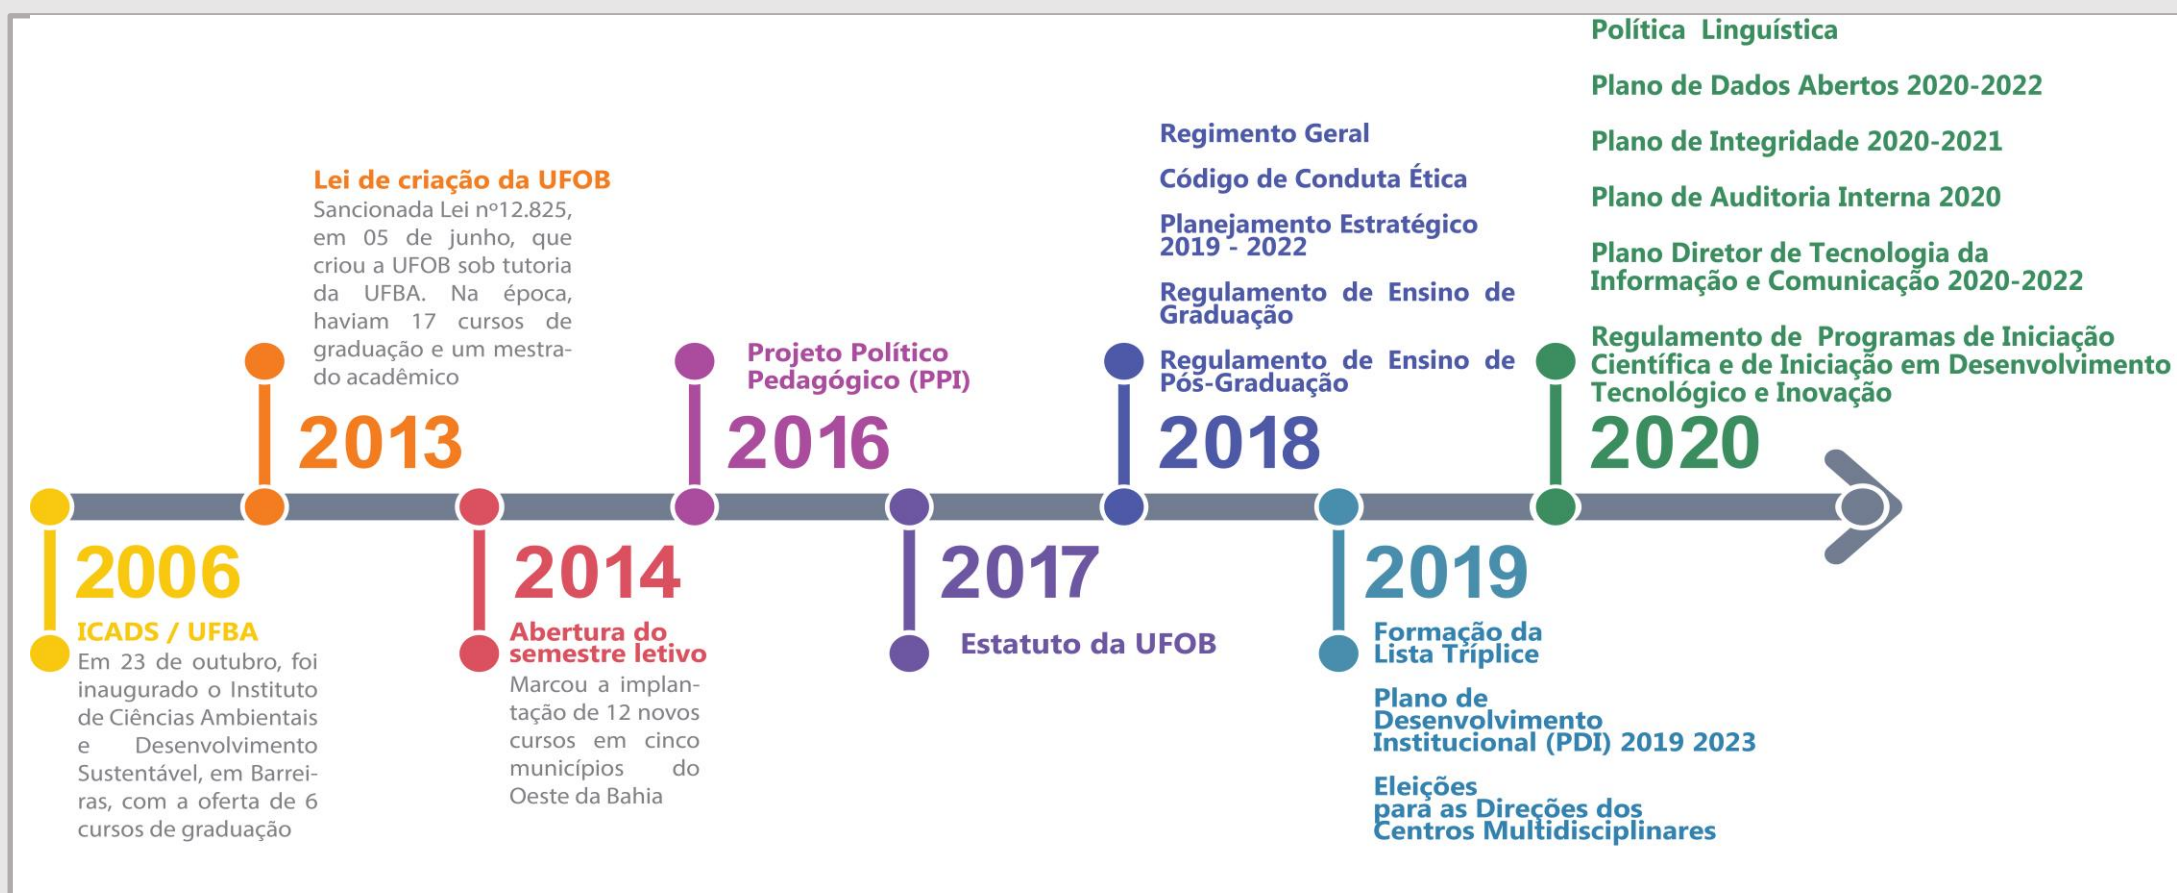 2006
ICADS / UFBA
Em 23 de outubro, foi
inaugurado o Instituto
de Ciências Ambientais
e Desenvolvimento
Sustentável, em Barrei-
ras, com a oferta de 6
cursos de graduação
Lei de criação da UFOB
Sancionada Lei nº12.825,
em 05 de junho, que
criou a UFOB sob tutoria
da UFBA. Na época,
haviam 17 cursos de
graduação e um mestra-
do acadêmico
2013
2014
Abertura do
semestre letivo
Marcou a implan-
tação de 12 novos
cursos em cinco
municípios do
Oeste da Bahia
Projeto Político
Pedagógico (PPI)
2016
2017
Estatuto da UFOB
Regimento Geral
Código de Conduta Ética
Planejamento Estratégico
2019 - 2022
Regulamento de Ensino de
Graduação
Regulamento de Ensino de
Pós-Graduação
2018
2019
Formação da
Lista Tríplice
Plano de
Desenvolvimento
Institucional (PDI) 2019 2023
Eleições
para as Direções dos
Centros Multidisciplinares
Política Linguística
Plano de Dados Abertos 2020-2022
Plano de Integridade 2020-2021
Plano de Auditoria Interna 2020
Plano Diretor de Tecnologia da
Informação e Comunicação 2020-2022
Regulamento de Programas de Iniciação
Científica e de Iniciação em Desenvolvimento
Tecnológico e Inovação
2020